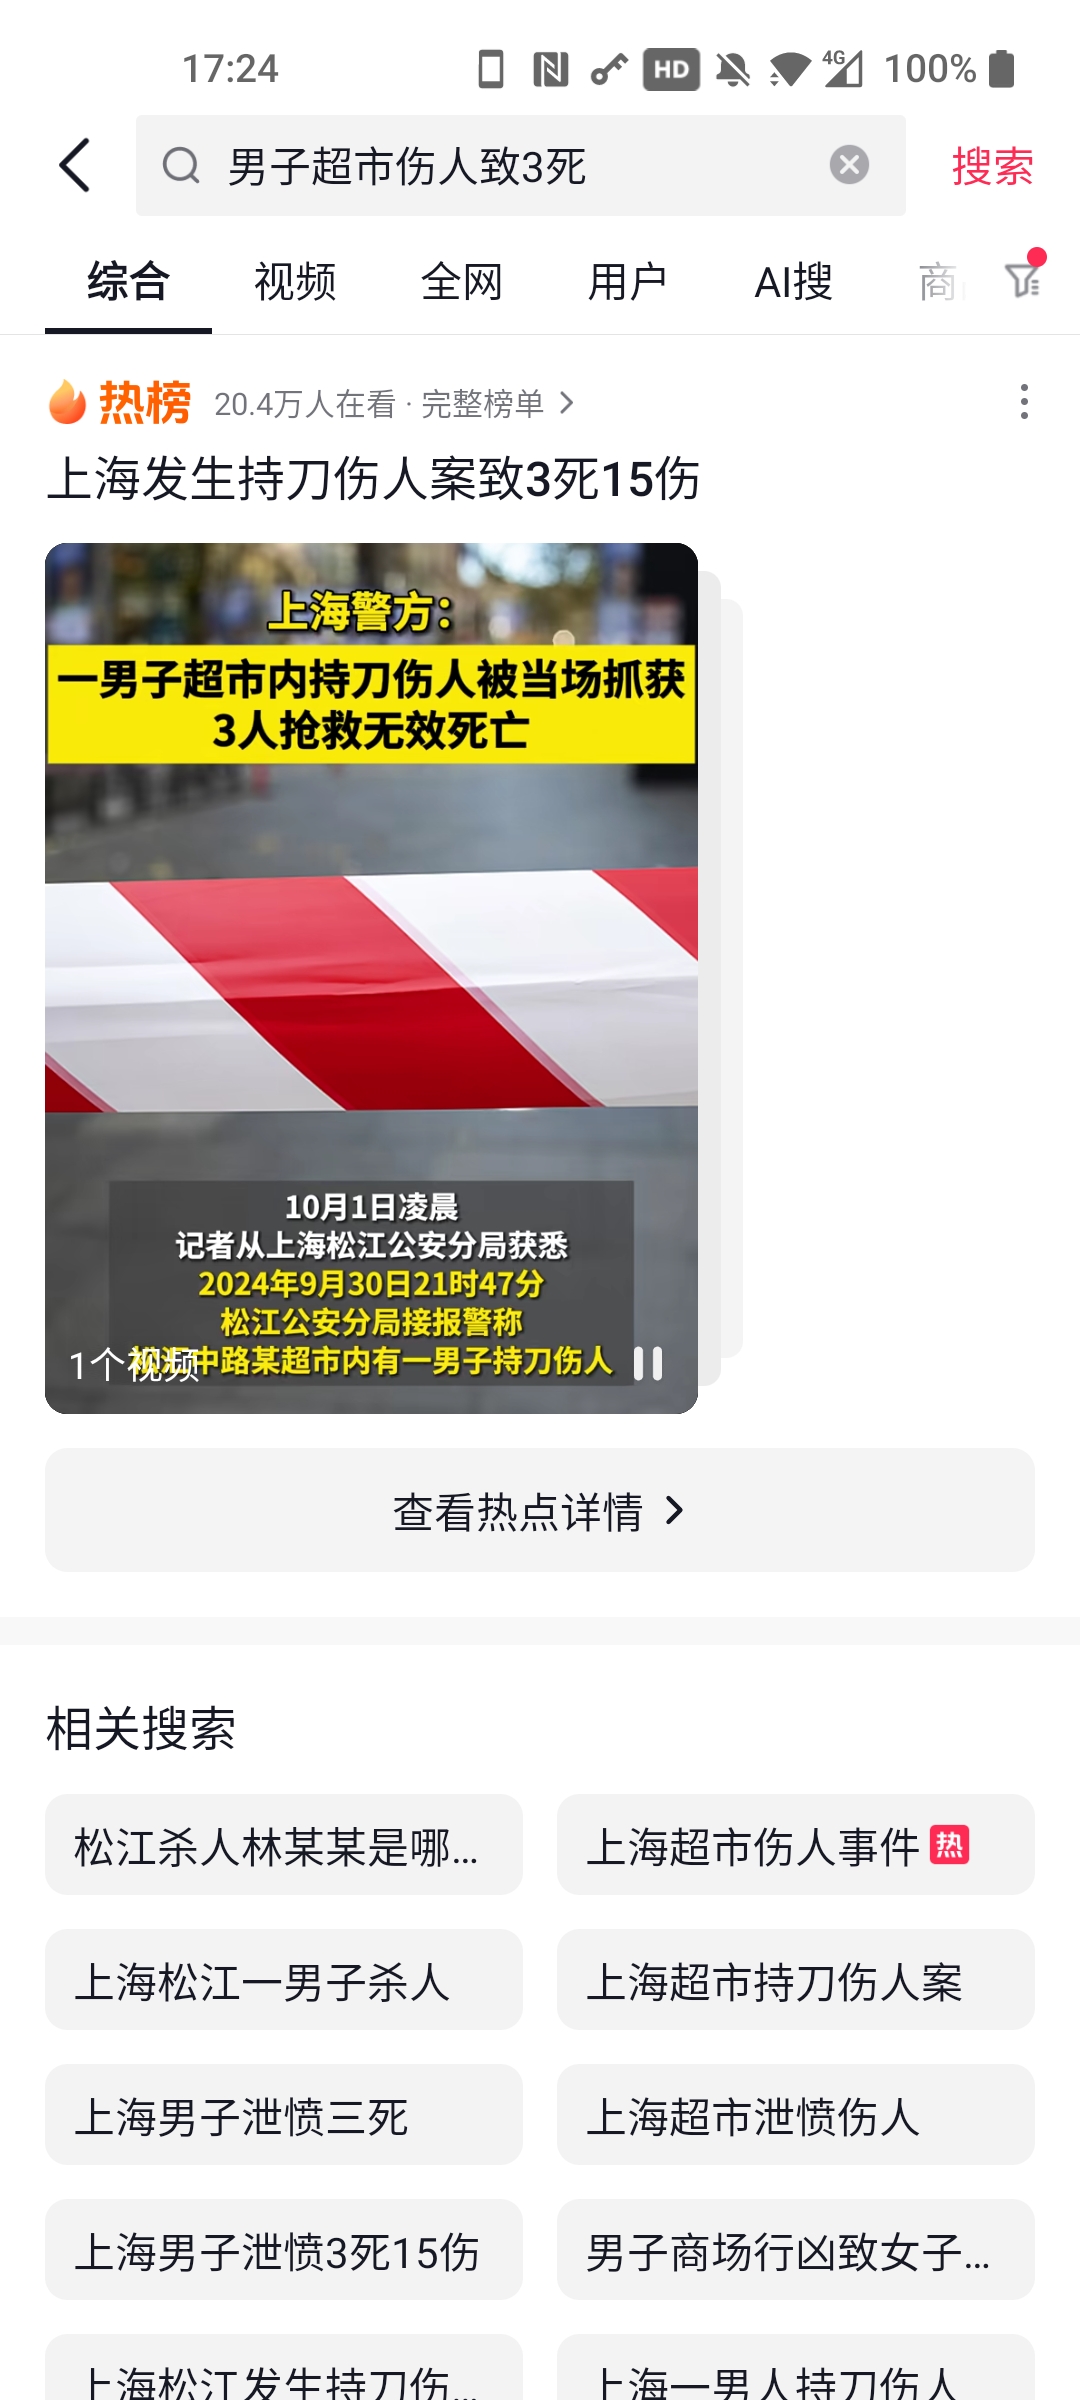 17:24
HD
4G
100%
男子超市伤人致3死
搜索
综合
视频
全网
用户
AI搜
商
热榜
20.4万人在看 · 完整榜单
上海发生持刀伤人案致3死15伤
上海警方：
一男子超市内持刀伤人被当场抓获
3人抢救无效死亡
10月1日凌晨
记者从上海松江公安分局获悉
2024年9月30日21时47分
松江公安分局接报警称
中路某超市内有一男子持刀伤人
1个视频
查看热点详情
相关搜索
松江杀人林某某是哪...
上海超市伤人事件 热
上海松江一男子杀人
上海超市持刀伤人案
上海男子泄愤三死
上海超市泄愤伤人
上海男子泄愤3死15伤
男子商场行凶致女子...
上海松江发生持刀伤...
上海一男人持刀伤人